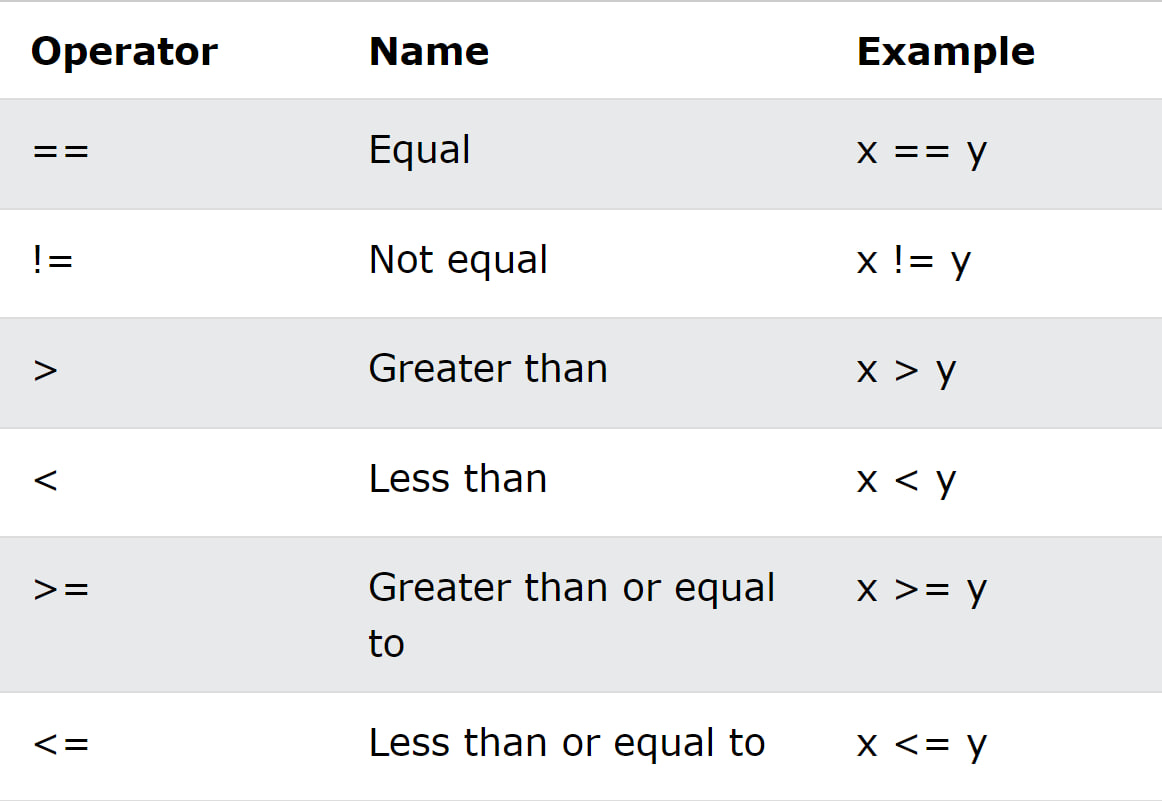 Operator Name Example
== Equal x == y
!= Not equal x != y
> Greater than x > y
< Less than x < y
>= Greater than or equal x >= y
to
<= Less than or equal to x <= y